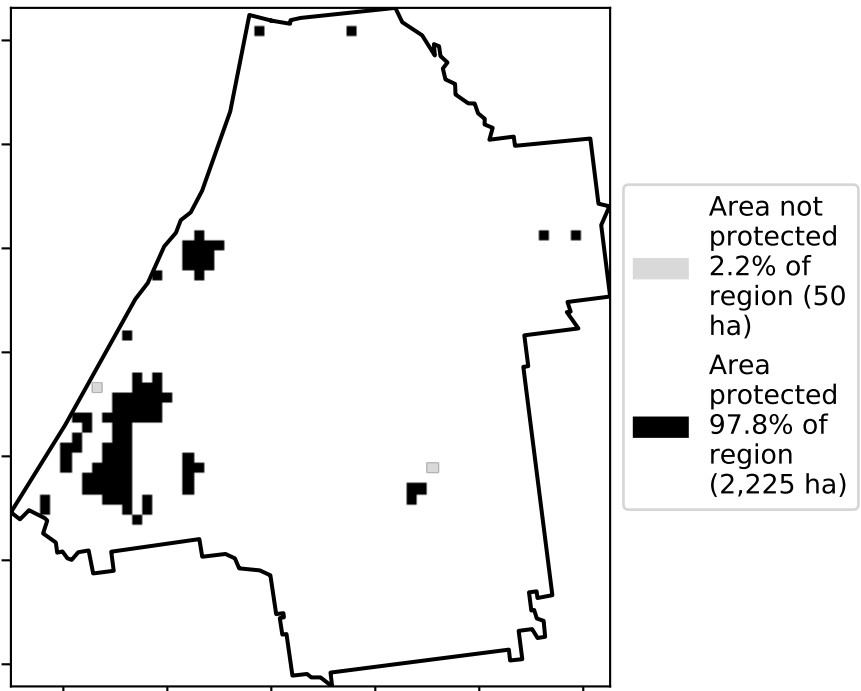 Area not
protected
2.2% of
region (50
ha)
Area
protected
97.8% of
region
(2,225 ha)